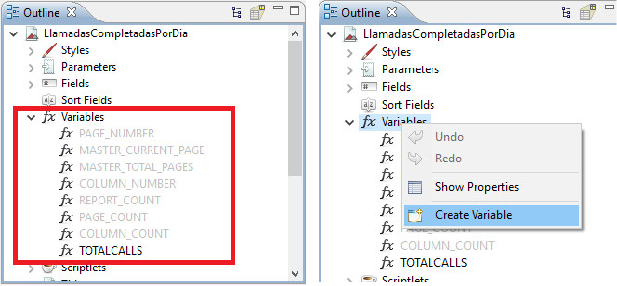 Outline
LlamadasCompletadasPorDia
Styles
Parameters
Fields
Sort Fields
Variables
PAGE_NUMBER
MASTER_CURRENT_PAGE
MASTER_TOTAL_PAGES
COLUMN_NUMBER
REPORT_COUNT
PAGE_COUNT
COLUMN_COUNT
TOTALCALLS
Scriptlets
Outline
LlamadasCompletadasPorDia
Styles
Parameters
Fields
Sort Fields
Variables
Undo
Redo
Show Properties
Create Variable
COLUMN_COUNT
TOTALCALLS
Scriptlets